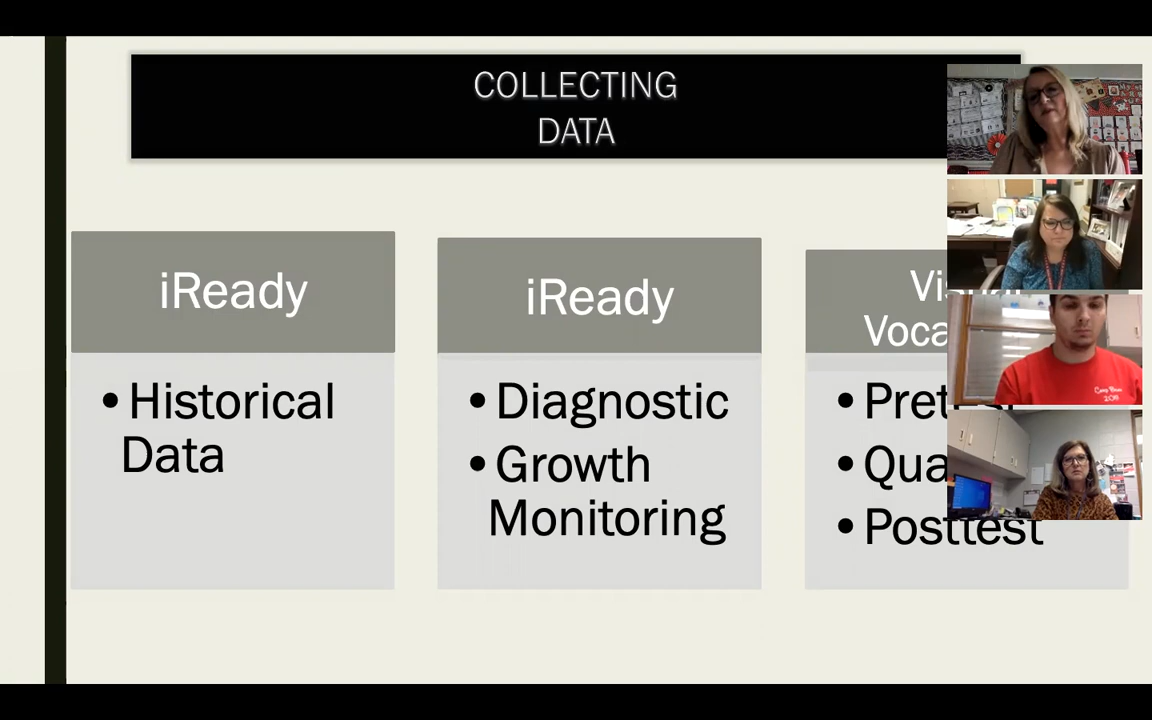 COLLECTING
DATA
iReady
• Historical
Data
iReady
• Diagnostic
• Growth
Monitoring
• Posttest